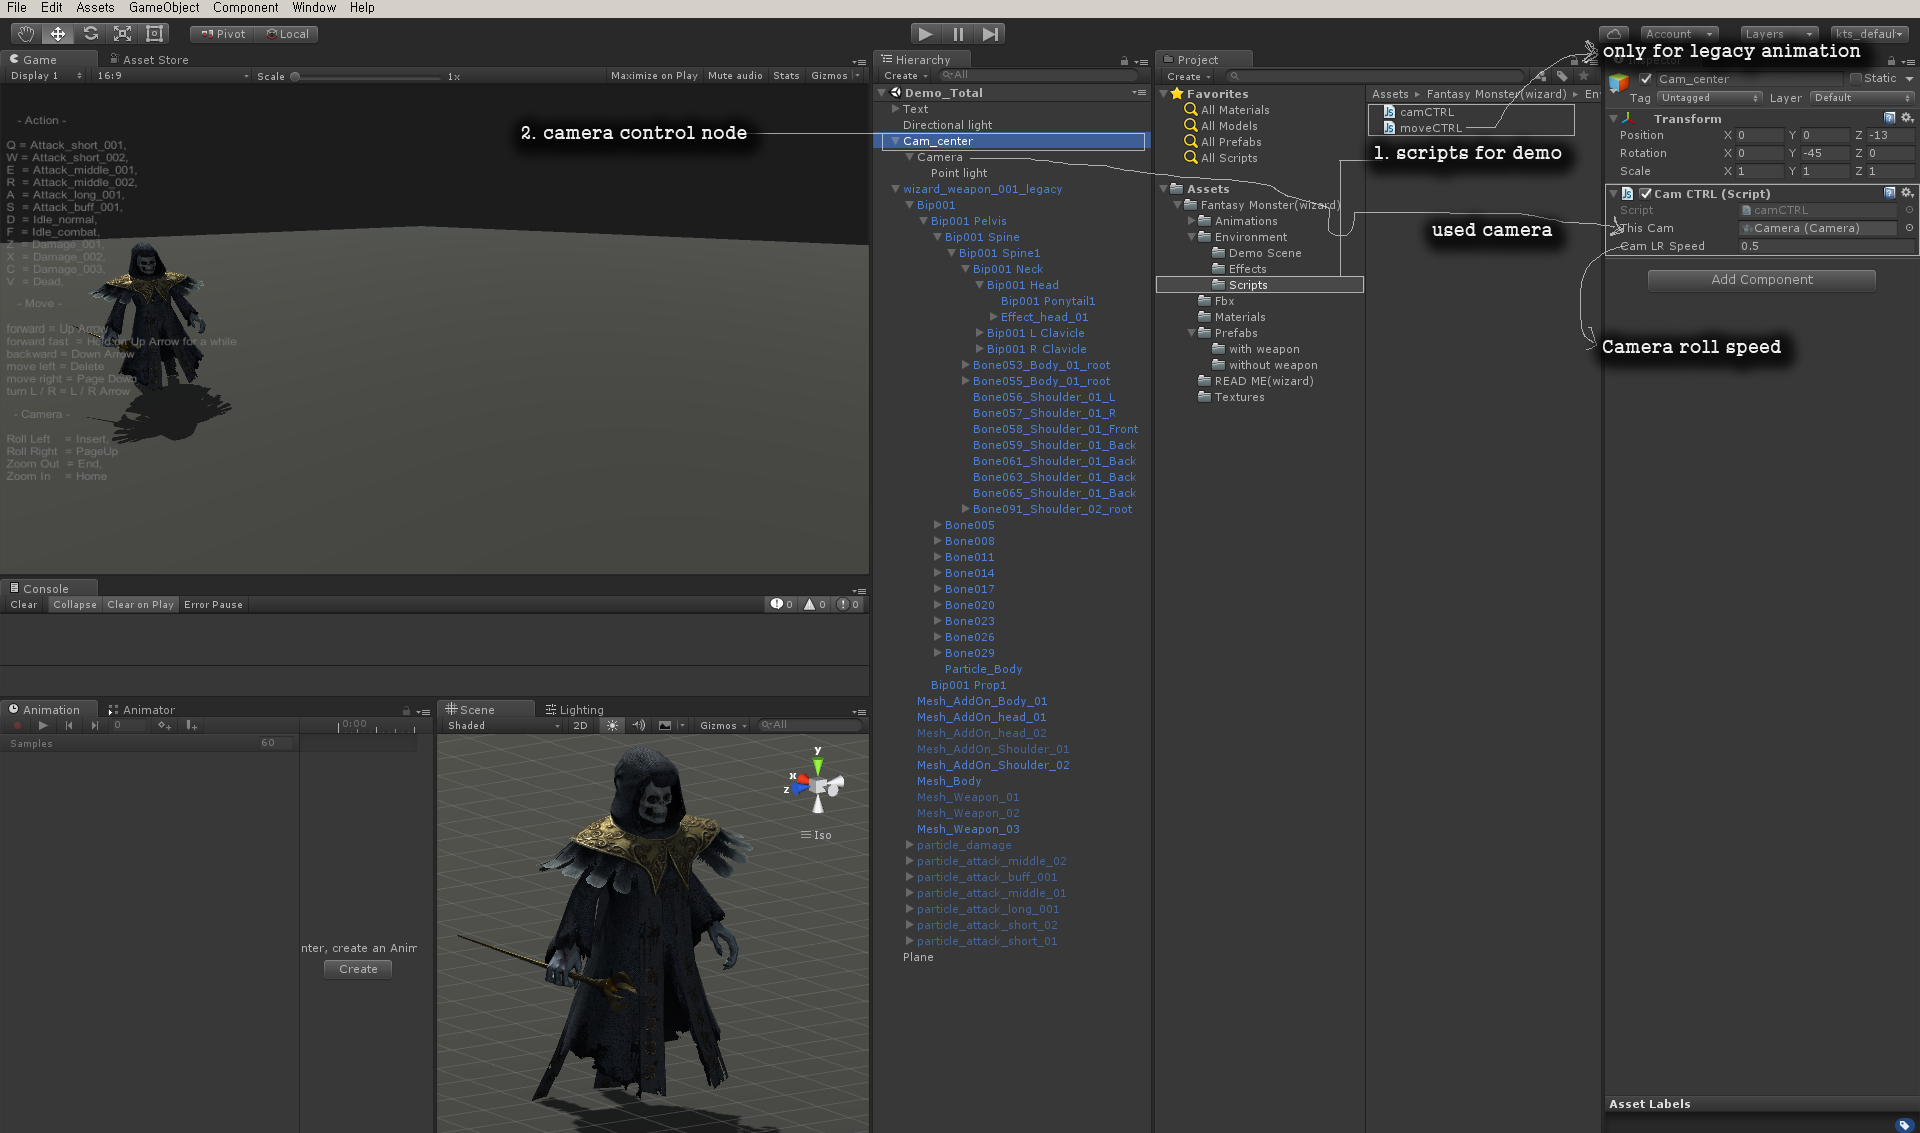 File Edit Assets GameObject Component Window Help
Pivot Local Account Layers kts_defaul
only for legacy animation
Game Asset Store
Display 1 16:9 Scale 1x Maximize on Play Mute audio Stats Gizmos
- Action -
Q = Attack_short_001,
W = Attack_short_002,
E = Attack_middle_001,
R = Attack_middle_002,
A = Attack_long_001,
S = Attack_buff_001,
D = Idle_normal,
F = Idle_combat,
Z = Damage_001,
X = Damage_002,
C = Damage_003,
V = Dead,
- Move -
forward = Up Arrow
forward fast = Hold on Up Arrow for a while
backward = Down Arrow
move left = Delete
move right = Page Down
turn L / R = L / R Arrow
- Camera -
Roll Left = Insert,
Roll Right = PageUp
Zoom Out = End,
Zoom In = Home
2. camera control node
Console
Clear Collapse Clear on Play Error Pause 0 0 0
Animation Animator
0 0:00
Samples 60
nter, create an Anim
Create
Scene Lighting
Shaded 2D Gizmos All
y
x
z
Iso
Hierarchy
Create All
Demo_Total
Text
Directional light
Cam_center
Camera
Point light
wizard_weapon_001_legacy
Bip001
Bip001 Pelvis
Bip001 Spine
Bip001 Spine1
Bip001 Neck
Bip001 Head
Bip001 Ponytail1
Effect_head_01
Bip001 L Clavicle
Bip001 R Clavicle
Bone053_Body_01_root
Bone055_Body_01_root
Bone056_Shoulder_01_L
Bone057_Shoulder_01_R
Bone058_Shoulder_01_Front
Bone059_Shoulder_01_Back
Bone061_Shoulder_01_Back
Bone063_Shoulder_01_Back
Bone065_Shoulder_01_Back
Bone091_Shoulder_02_root
Bone005
Bone008
Bone011
Bone014
Bone017
Bone020
Bone023
Bone026
Bone029
Particle_Body
Bip001 Prop1
Mesh_AddOn_Body_01
Mesh_AddOn_head_01
Mesh_AddOn_head_02
Mesh_AddOn_Shoulder_01
Mesh_AddOn_Shoulder_02
Mesh_Body
Mesh_Weapon_01
Mesh_Weapon_02
Mesh_Weapon_03
particle_damage
particle_attack_middle_02
particle_attack_buff_001
particle_attack_middle_01
particle_attack_long_001
particle_attack_short_02
particle_attack_short_01
Plane
Project
Create
Favorites
All Materials
All Models
All Prefabs
All Scripts
Assets
Fantasy Monster(wizard)
Animations
Environment
Demo Scene
Effects
Scripts
Fbx
Materials
Prefabs
with weapon
without weapon
READ ME(wizard)
Textures
Assets Fantasy Monster(wizard) En
camCTRL
moveCTRL
1. scripts for demo
used camera
Cam_center Static
Tag Untagged Layer Default
Transform
Position X 0 Y 0 Z -13
Rotation X 0 Y -45 Z 0
Scale X 1 Y 1 Z 1
Cam CTRL (Script)
Script camCTRL
This Cam Camera (Camera)
Cam LR Speed 0.5
Add Component
Camera roll speed
Asset Labels